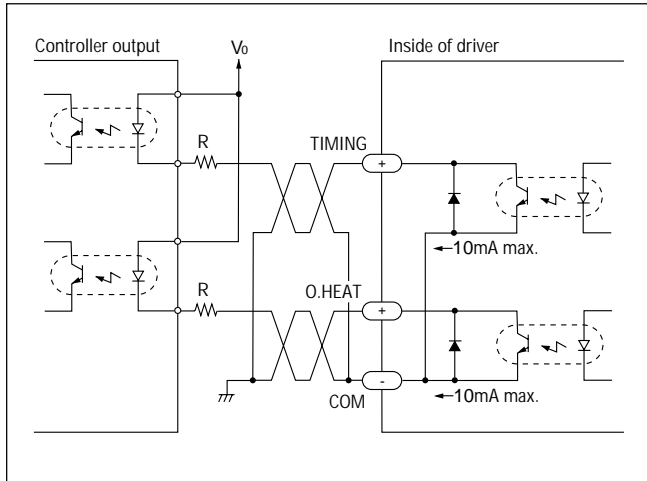 Controller output
V0
Inside of driver
R
TIMING
+
←10mA max.
R
O.HEAT
+
-
COM
←10mA max.